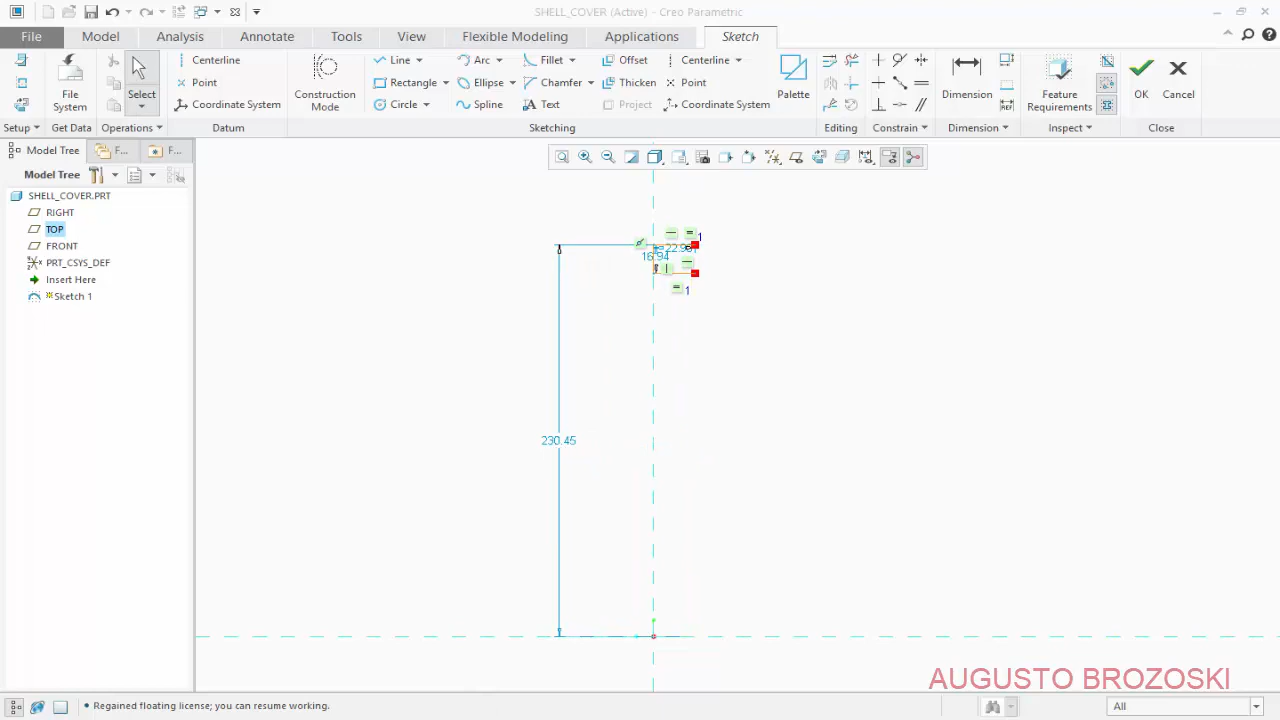 SHELL_COVER (Active) - Creo Parametric
File Model Analysis Annotate Tools View Flexible Modeling Applications Sketch
Centerline Line Arc Fillet Offset Centerline
Point Rectangle Ellipse Chamfer Thicken Point
Coordinate System Circle Spline Text Project Coordinate System
File System Select Construction Mode Palette Dimension Feature Requirements OK Cancel
Setup Get Data Operations Datum Sketching Editing Constrain Dimension Inspect Close
Model Tree F... F...
Model Tree
SHELL_COVER.PRT
RIGHT
TOP
FRONT
PRT_CSYS_DEF
Insert Here
Sketch 1
1
16.94
1
230.45
AUGUSTO BROZOSKI
• Regained floating license; you can resume working.
All